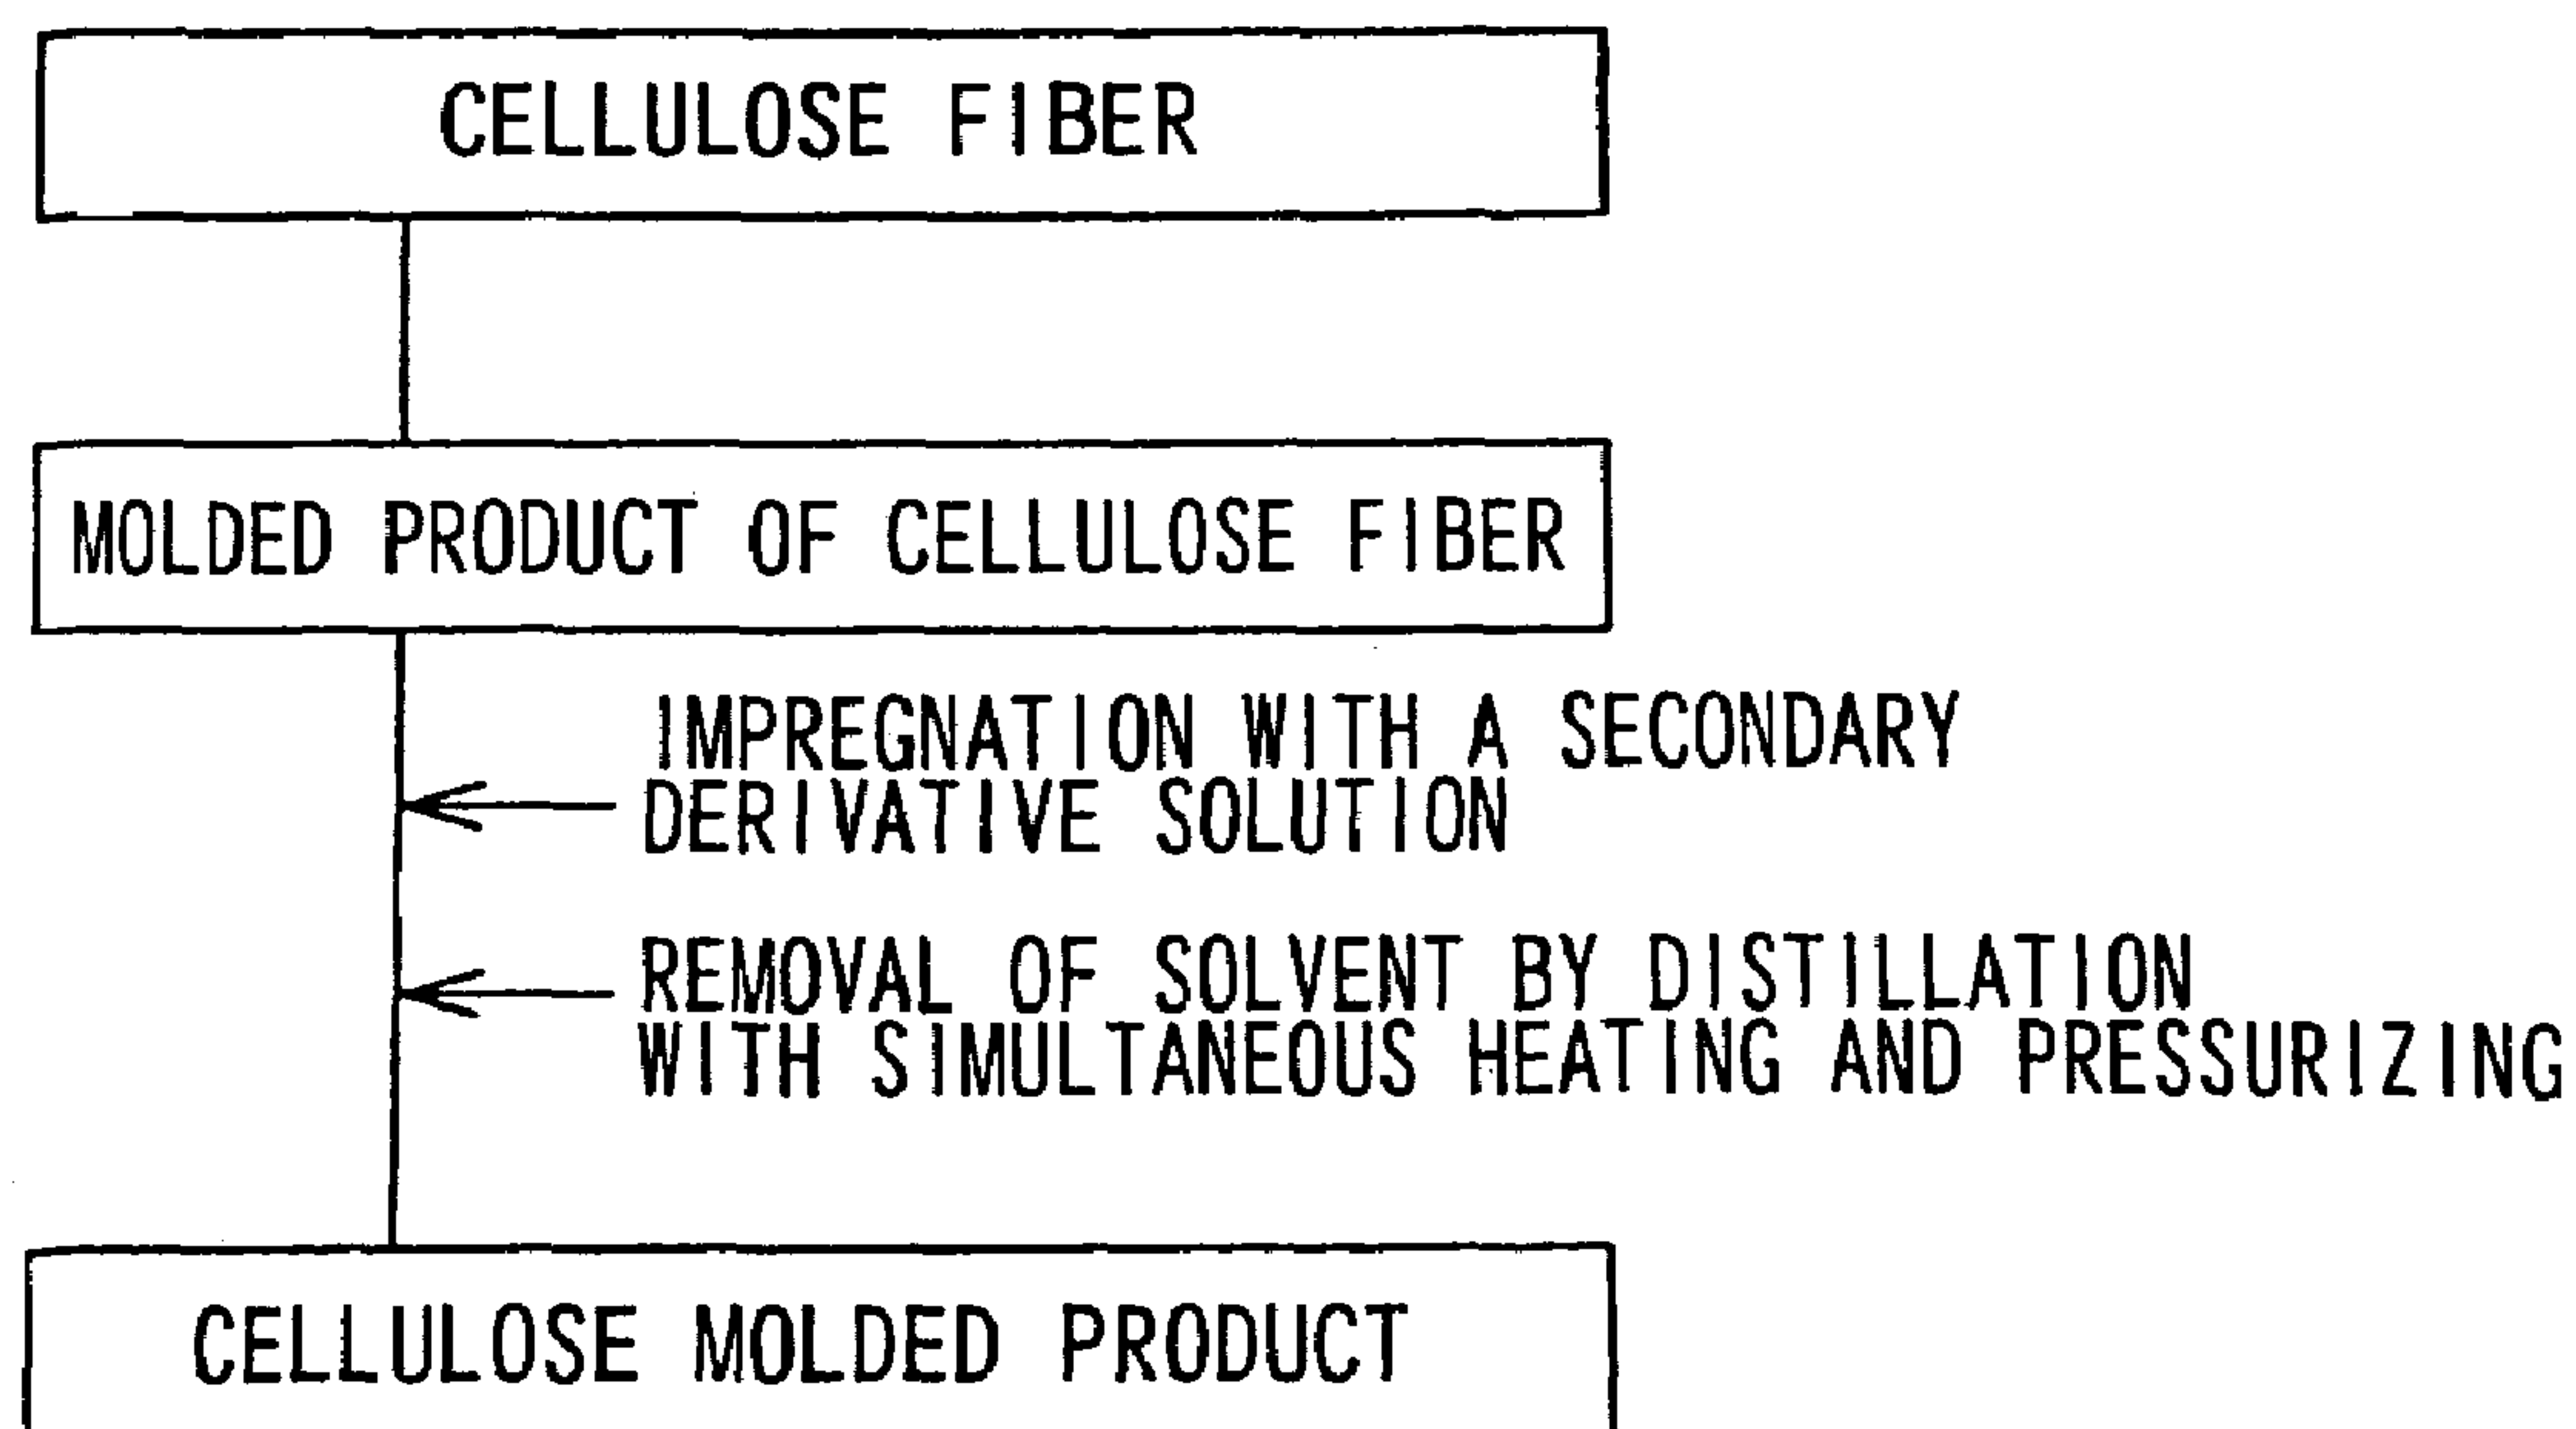 CELLULOSE FIBER
MOLDED PRODUCT OF CELLULOSE FIBER
IMPREGNATION WITH A SECONDARY
DERIVATIVE SOLUTION
REMOVAL OF SOLVENT BY DISTILLATION
WITH SIMULTANEOUS HEATING AND PRESSURIZING
CELLULOSE MOLDED PRODUCT